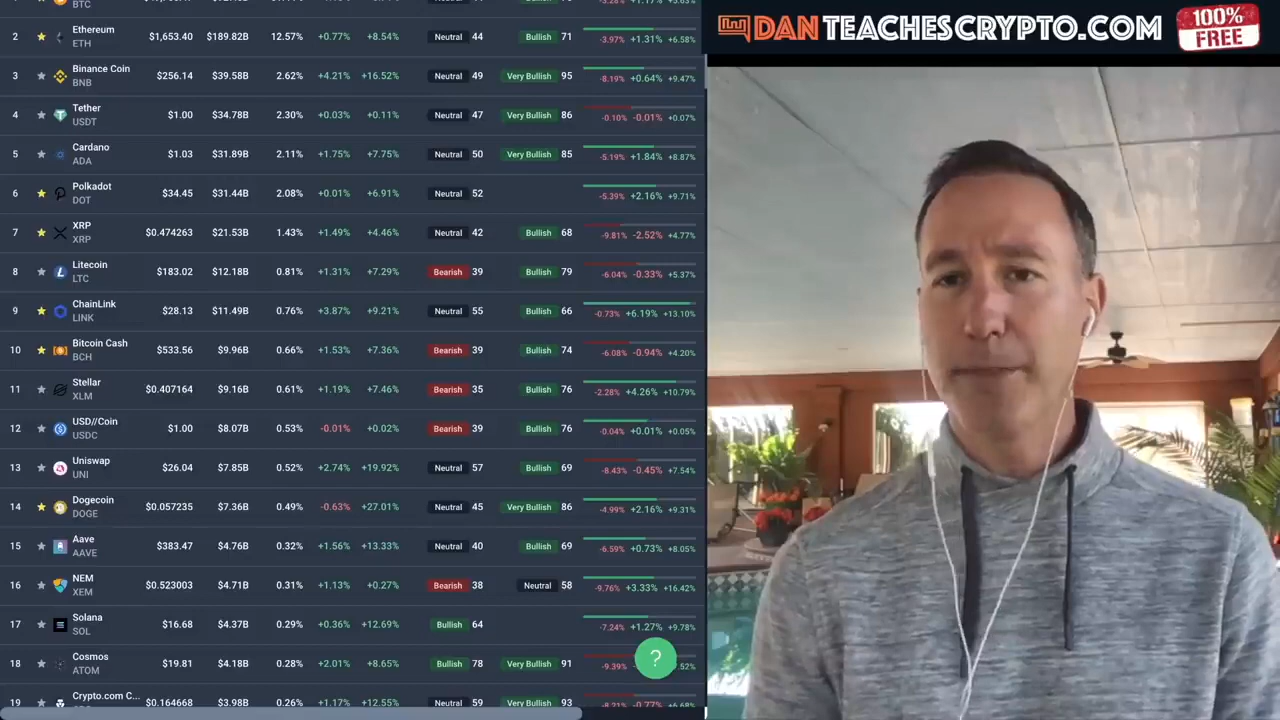 BTC
2 Ethereum ETH $1,653.40 $189.82B 12.57% +0.77% +8.54% Neutral 44 Bullish 71 -3.97% +1.31% +6.58%
3 Binance Coin BNB $256.14 $39.58B 2.62% +4.21% +16.52% Neutral 49 Very Bullish 95 -8.19% +0.64% +9.47%
4 Tether USDT $1.00 $34.78B 2.30% +0.03% +0.11% Neutral 47 Very Bullish 86 -0.10% -0.01% +0.07%
5 Cardano ADA $1.03 $31.89B 2.11% +1.75% +7.75% Neutral 50 Very Bullish 85 -5.19% +1.84% +8.87%
6 Polkadot DOT $34.45 $31.44B 2.08% +0.01% +6.91% Neutral 52 -5.39% +2.16% +9.71%
7 XRP XRP $0.474263 $21.53B 1.43% +1.49% +4.46% Neutral 42 Bullish 68 -9.81% -2.52% +4.77%
8 Litecoin LTC $183.02 $12.18B 0.81% +1.31% +7.29% Bearish 39 Bullish 79 -6.04% -0.33% +5.37%
9 ChainLink LINK $28.13 $11.49B 0.76% +3.87% +9.21% Neutral 55 Bullish 66 -0.73% +6.19% +13.10%
10 Bitcoin Cash BCH $533.56 $9.96B 0.66% +1.53% +7.36% Bearish 39 Bullish 74 -6.08% -0.94% +4.20%
11 Stellar XLM $0.407164 $9.16B 0.61% +1.19% +7.46% Bearish 35 Bullish 76 -2.28% +4.26% +10.79%
12 USD//Coin USDC $1.00 $8.07B 0.53% -0.01% +0.02% Bearish 39 Bullish 76 -0.04% +0.01% +0.05%
13 Uniswap UNI $26.04 $7.85B 0.52% +2.74% +19.92% Neutral 57 Bullish 69 -8.43% -0.45% +7.54%
14 Dogecoin DOGE $0.057235 $7.36B 0.49% -0.63% +27.01% Neutral 45 Very Bullish 86 -4.99% +2.16% +9.31%
15 Aave AAVE $383.47 $4.76B 0.32% +1.56% +13.33% Neutral 40 Bullish 69 -6.59% +0.73% +8.05%
16 NEM XEM $0.523003 $4.71B 0.31% +1.13% +0.27% Bearish 38 Neutral 58 -9.76% +3.33% +16.42%
17 Solana SOL $16.68 $4.37B 0.29% +0.36% +12.69% Bullish 64 -7.24% +1.27% +9.78%
18 Cosmos ATOM $19.81 $4.18B 0.28% +2.01% +8.65% Bullish 78 Very Bullish 91 -9.39%
?
19 Crypto.com C... $0.164668 $3.98B 0.26% +1.17% +12.55% Neutral 59 Very Bullish 93 -8.21% -0.77% +6.68%
DANTEACHESCRYPTO.COM
100%
FREE